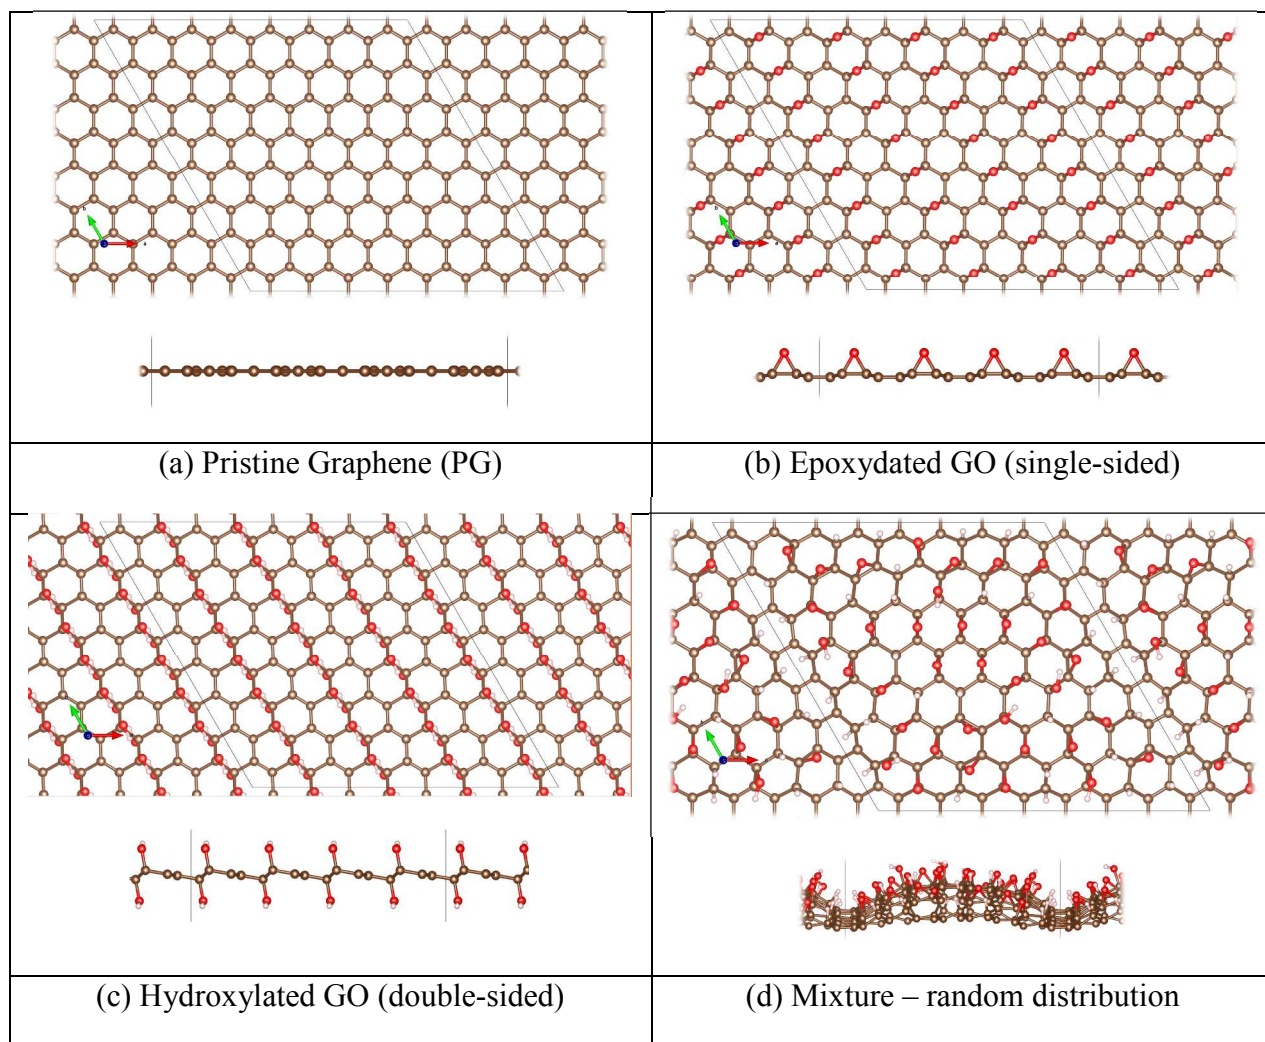 b
a
(a) Pristine Graphene (PG)
b
a
(b) Epoxydated GO (single-sided)
(c) Hydroxylated GO (double-sided)
(d) Mixture – random distribution